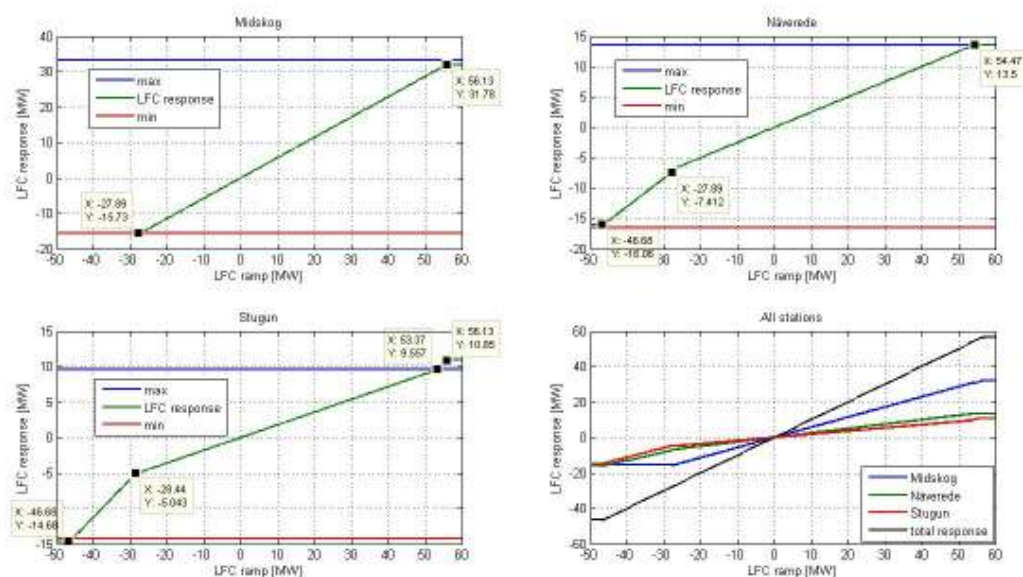 Midskog
40
30
20
10
0
-10
-20
LFC response [MW]
max
LFC response
min
X: 56.13
Y: 31.78
X: -27.89
Y: -15.73
-50 -40 -30 -20 -10 0 10 20 30 40 50 60
LFC ramp [MW]
Näverede
15
10
5
0
-5
-10
-15
-20
LFC response [MW]
max
LFC response
min
X: 54.47
Y: 13.5
X: -27.89
Y: -7.412
X: -46.68
Y: -16.06
-50 -40 -30 -20 -10 0 10 20 30 40 50 60
LFC ramp [MW]
Stugun
15
10
5
0
-5
-10
-15
LFC response [MW]
max
LFC response
min
X: 53.37
Y: 9.557
X: 56.13
Y: 10.85
X: -28.44
Y: -5.043
X: -46.68
Y: -14.68
-50 -40 -30 -20 -10 0 10 20 30 40 50 60
LFC ramp [MW]
All stations
60
40
20
0
-20
-40
-60
LFC response [MW]
Midskog
Näverede
Stugun
total response
-50 -40 -30 -20 -10 0 10 20 30 40 50 60
LFC ramp [MW]